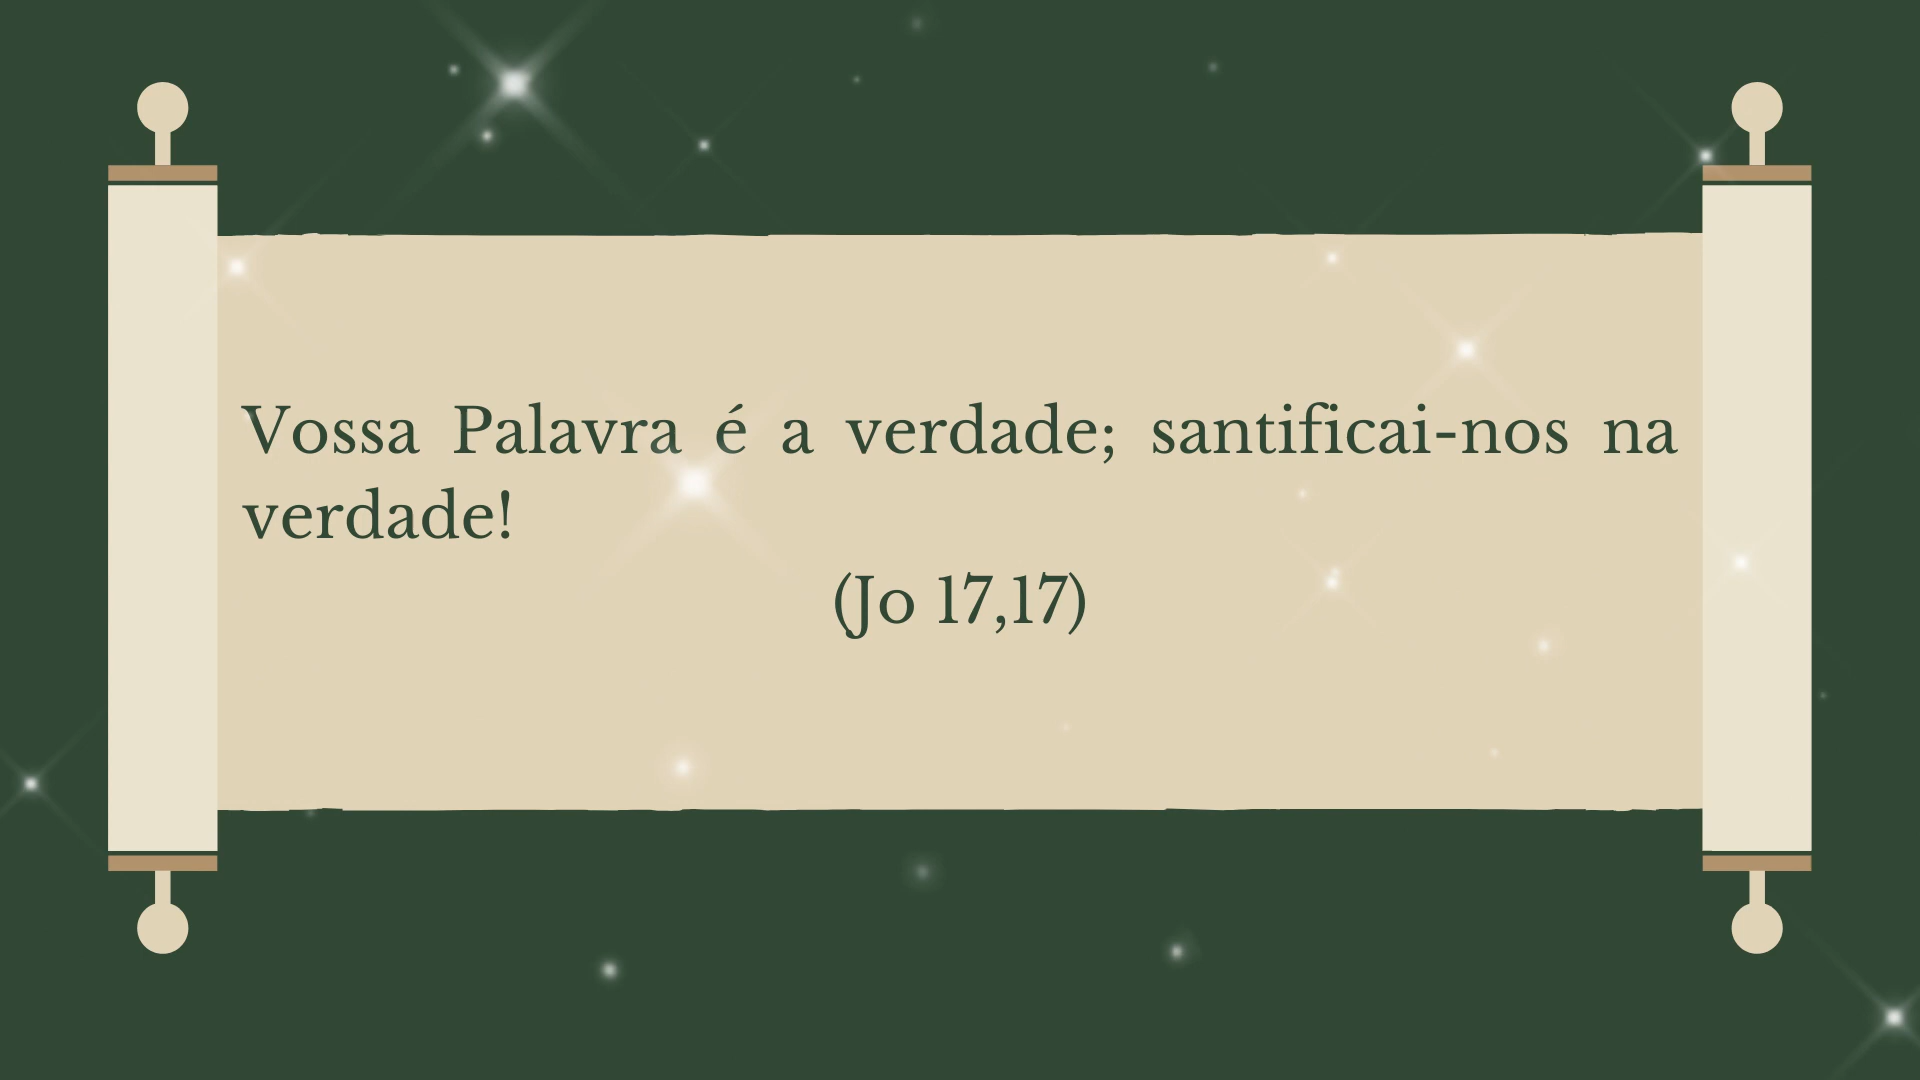 Vossa Palavra é a verdade; santificai-nos na
verdade!
(Jo 17,17)